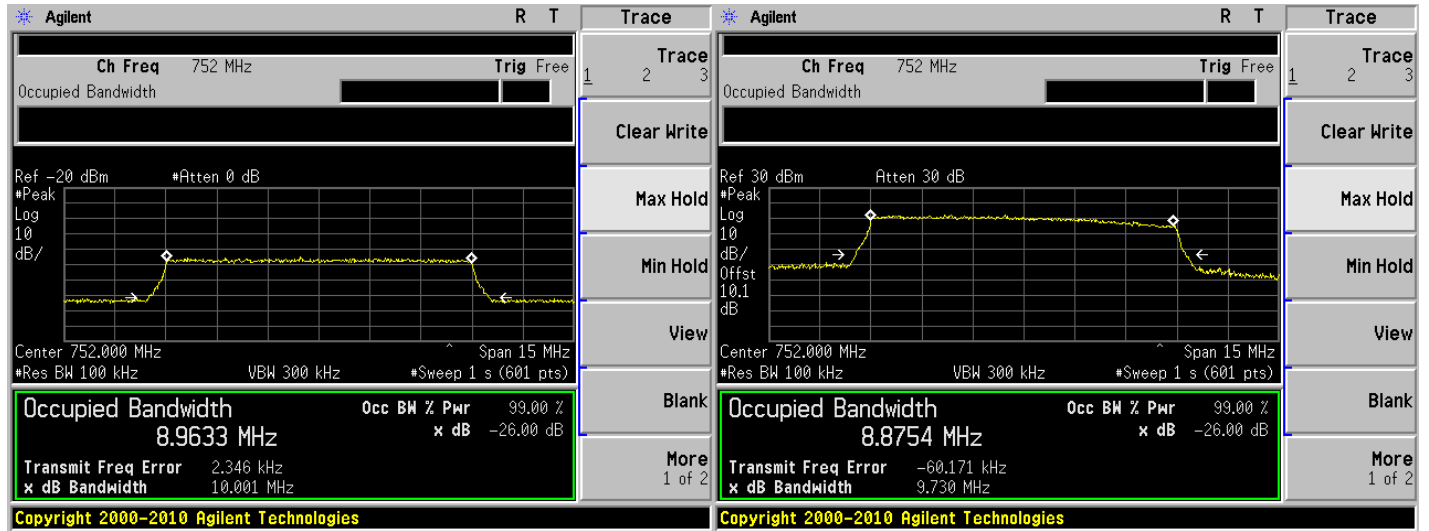 Agilent R T Trace
Ch Freq 752 MHz Trig Free
Occupied Bandwidth
Trace
1 2 3
Clear Write
Max Hold
Min Hold
View
Blank
More
1 of 2
Ref -20 dBm #Atten 0 dB
#Peak
Log
10
dB/
Center 752.000 MHz ^ Span 15 MHz
#Res BW 100 kHz VBW 300 kHz #Sweep 1 s (601 pts)
Occupied Bandwidth Occ BW % Pwr 99.00 %
8.9633 MHz x dB -26.00 dB
Transmit Freq Error 2.346 kHz
x dB Bandwidth 10.001 MHz
Copyright 2000-2010 Agilent Technologies
Agilent R T Trace
Ch Freq 752 MHz Trig Free
Occupied Bandwidth
Trace
1 2 3
Clear Write
Max Hold
Min Hold
View
Blank
More
1 of 2
Ref 30 dBm Atten 30 dB
#Peak
Log
10
dB/
Offst
10.1
dB
Center 752.000 MHz ^ Span 15 MHz
#Res BW 100 kHz VBW 300 kHz #Sweep 1 s (601 pts)
Occupied Bandwidth Occ BW % Pwr 99.00 %
8.8754 MHz x dB -26.00 dB
Transmit Freq Error -60.171 kHz
x dB Bandwidth 9.730 MHz
Copyright 2000-2010 Agilent Technologies